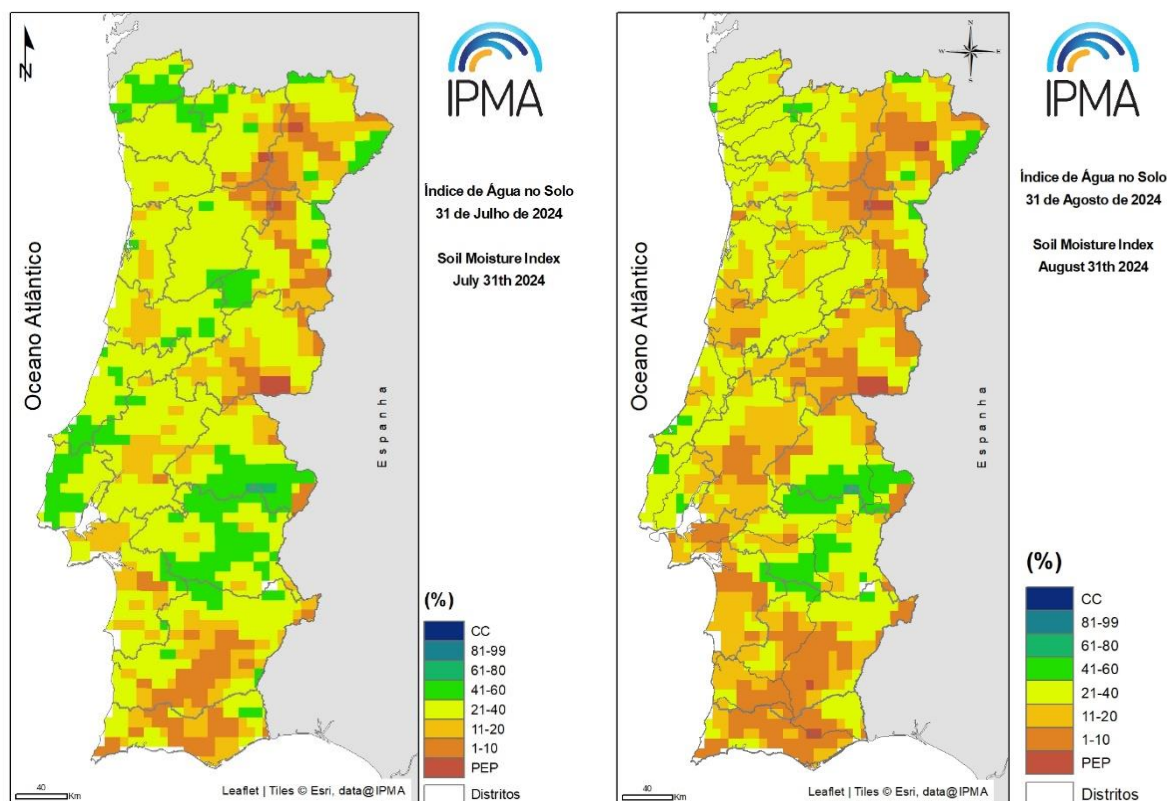 N
IPMA
Índice de Água no Solo
31 de Julho de 2024
Soil Moisture Index
July 31th 2024
Oceano Atlântico
Espanha
(%)
CC
81-99
61-80
41-60
21-40
11-20
1-10
PEP
Distritos
40
Km
Leaflet | Tiles © Esri, data@IPMA
N
W
E
S
IPMA
Índice de Água no Solo
31 de Agosto de 2024
Soil Moisture Index
August 31th 2024
Oceano Atlântico
Espanha
(%)
CC
81-99
61-80
41-60
21-40
11-20
1-10
PEP
Distritos
40
Km
Leaflet | Tiles © Esri, data@IPMA